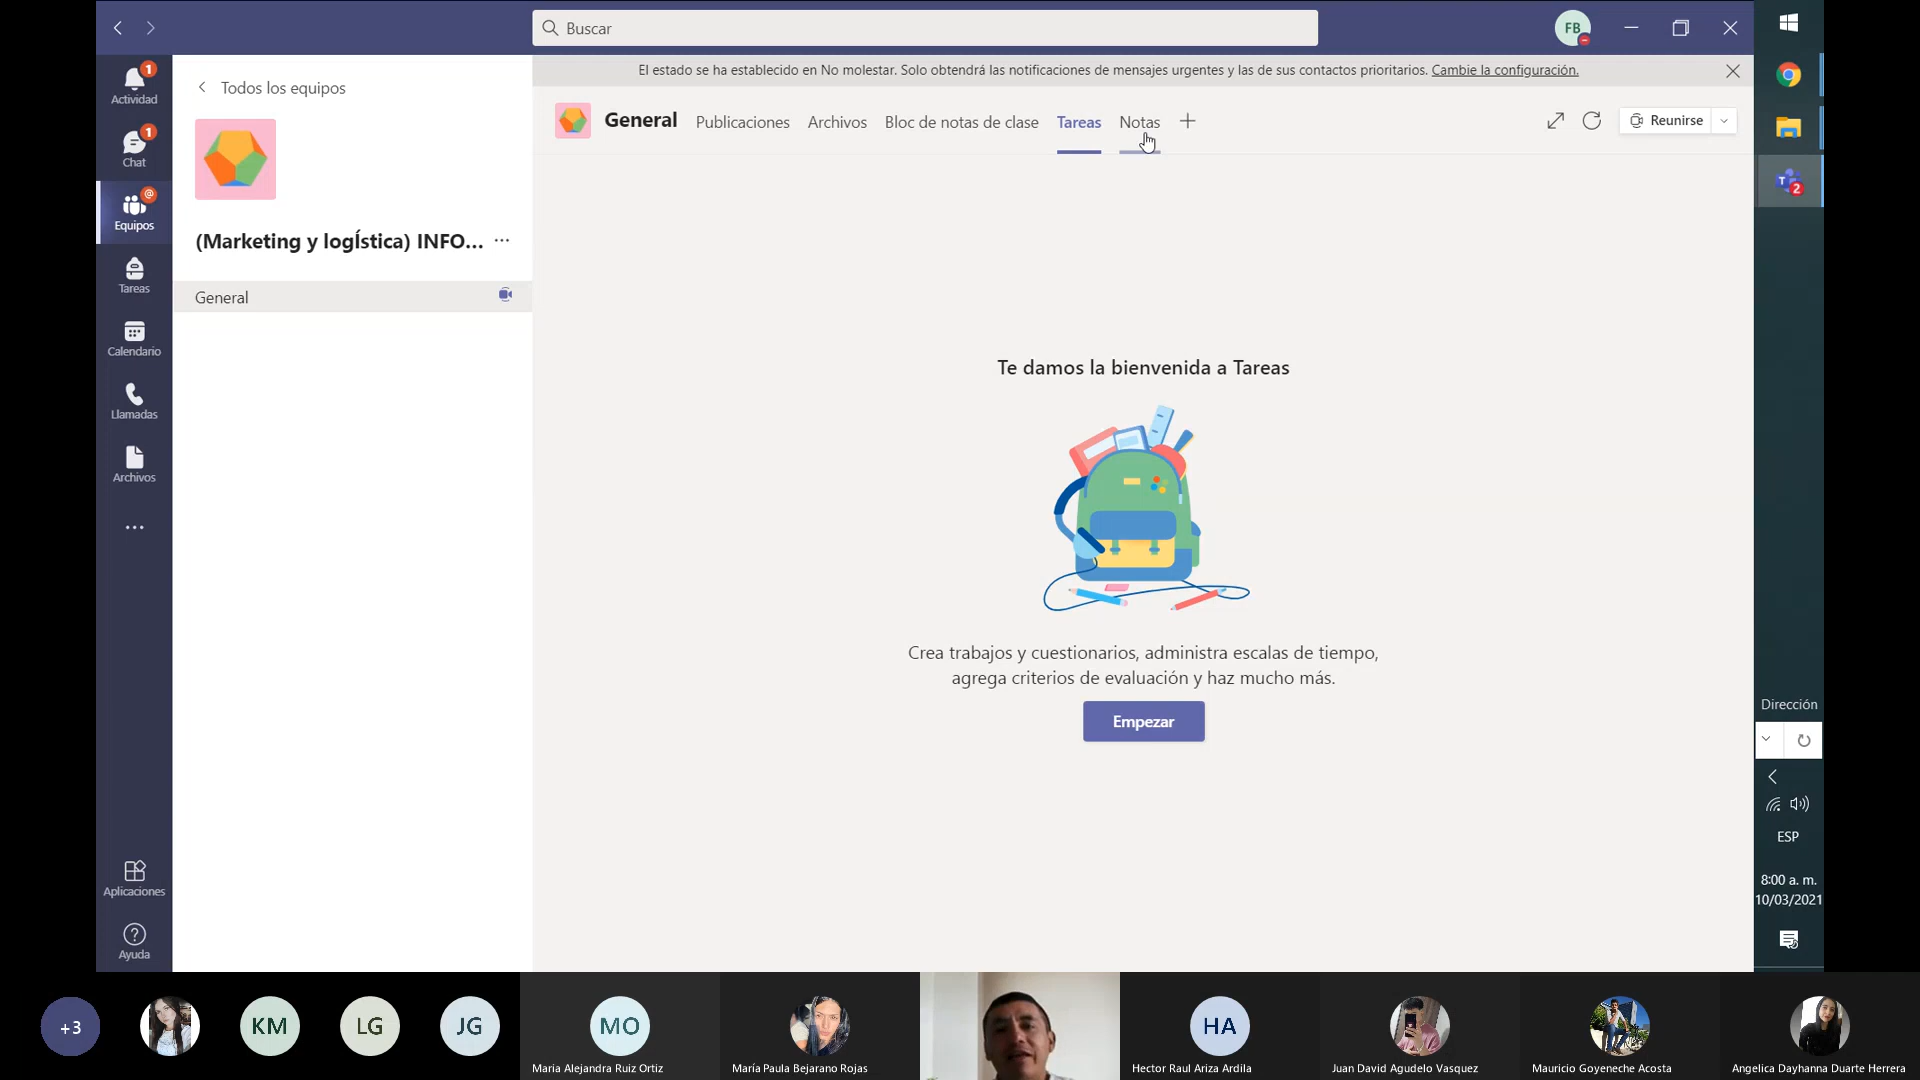 Buscar
FB
El estado se ha establecido en No molestar. Solo obtendrá las notificaciones de mensajes urgentes y las de sus contactos prioritarios. Cambie la configuración.
1
Actividad
1
Chat
@
Equipos
Tareas
Calendario
Llamadas
Archivos
Aplicaciones
Ayuda
Todos los equipos
(Marketing y logÍstica) INFO...
General
General
Publicaciones
Archivos
Bloc de notas de clase
Tareas
Notas
Reunirse
Te damos la bienvenida a Tareas
Crea trabajos y cuestionarios, administra escalas de tiempo,
agrega criterios de evaluación y haz mucho más.
Empezar
T 2
Dirección
ESP
8:00 a. m.
10/03/2021
+3
KM
LG
JG
MO
Maria Alejandra Ruiz Ortiz
María Paula Bejarano Rojas
HA
Hector Raul Ariza Ardila
Juan David Agudelo Vasquez
Mauricio Goyeneche Acosta
Angelica Dayhanna Duarte Herrera